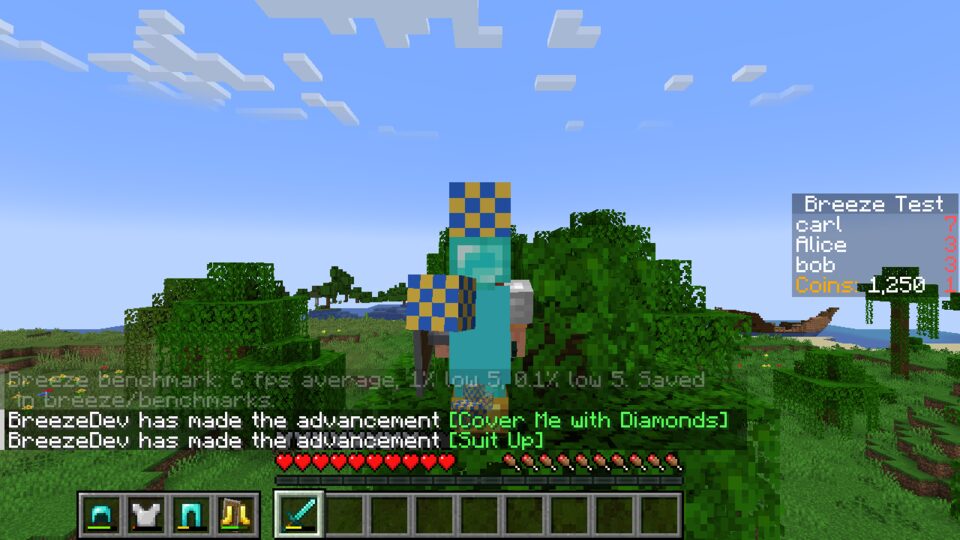 Breeze Test
carl 7
Alice 3
bob 3
Coins: 1,250 1
Breeze benchmark: 6 fps average, 1% low 5, 0.1% low 5. Saved
in breeze/benchmarks.
BreezeDev has made the advancement [Cover Me with Diamonds]
BreezeDev has made the advancement [Suit Up]